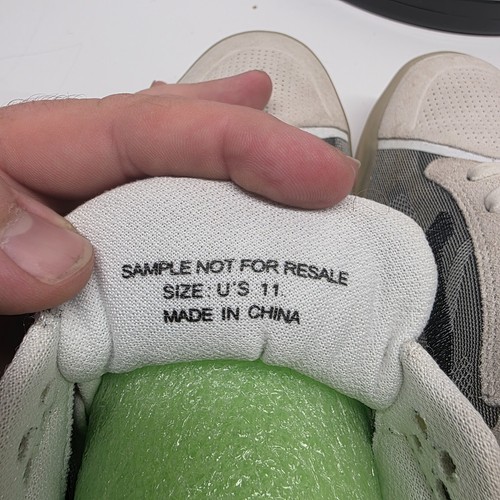 SAMPLE NOT FOR RESALE
SIZE: U'S 11
MADE IN CHINA